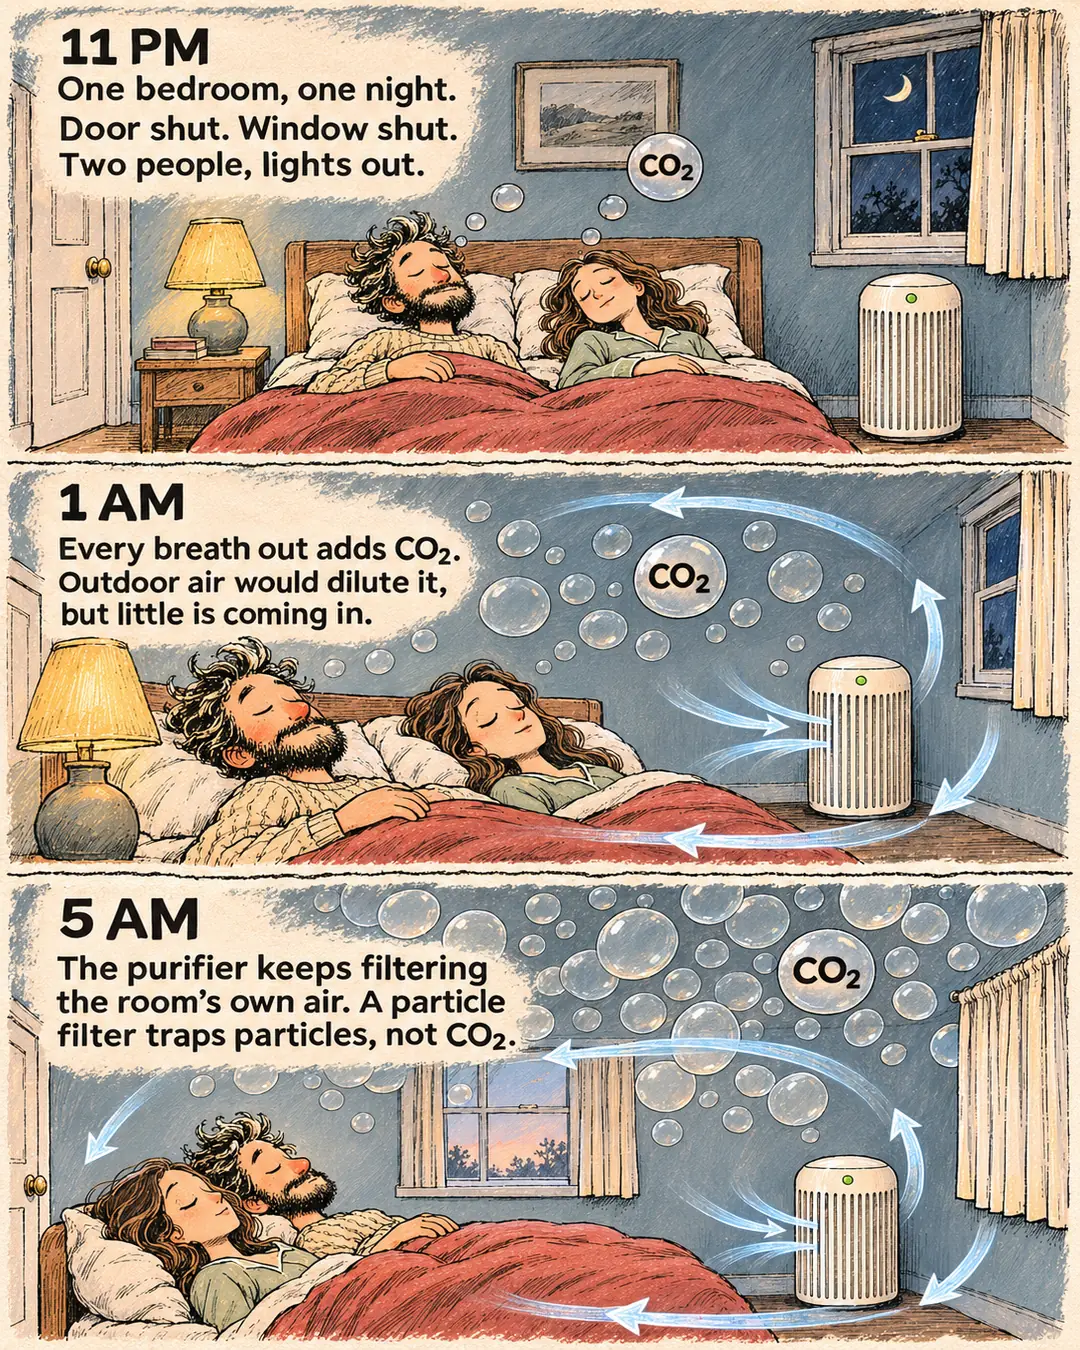 11 PM
One bedroom, one night.
Door shut. Window shut.
Two people, lights out.
CO₂
1 AM
Every breath out adds CO₂.
Outdoor air would dilute it,
but little is coming in.
CO₂
5 AM
The purifier keeps filtering
the room’s own air. A particle
filter traps particles, not CO₂.
CO₂